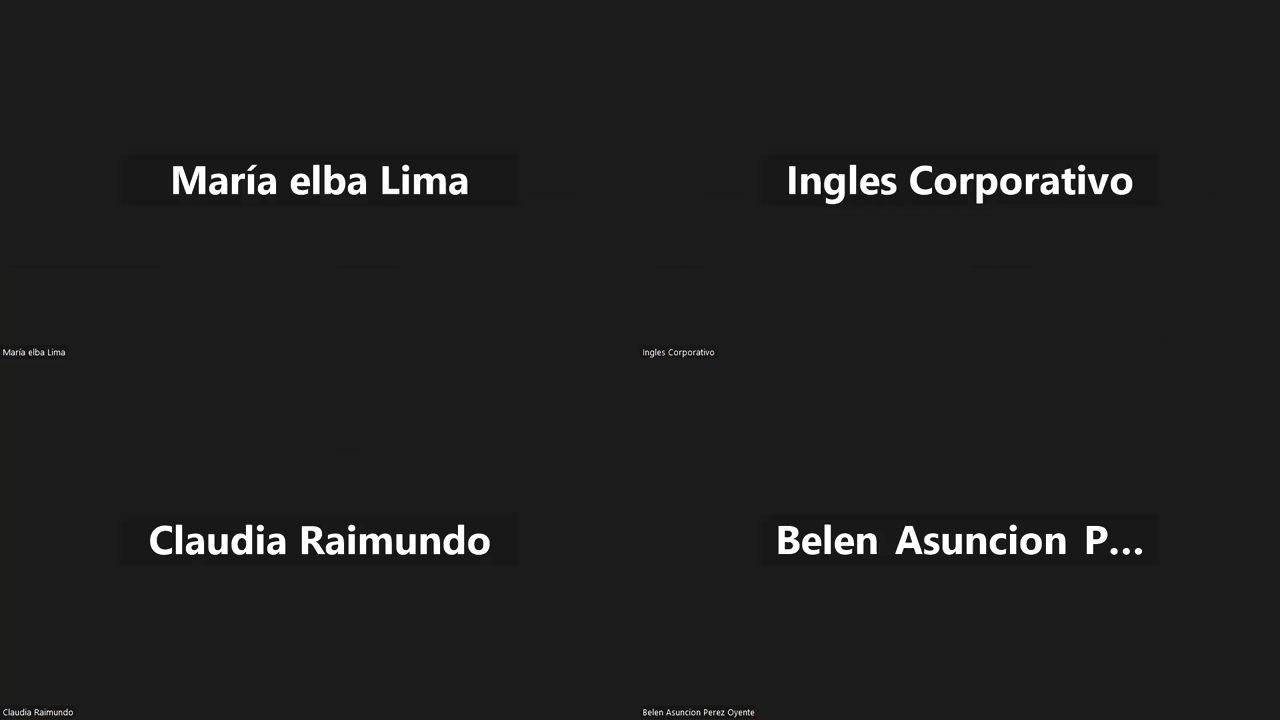 María elba Lima
Ingles Corporativo
María elba Lima
Ingles Corporativo
Claudia Raimundo
Belen Asuncion P...
Claudia Raimundo
Belen Asuncion Perez Oyente